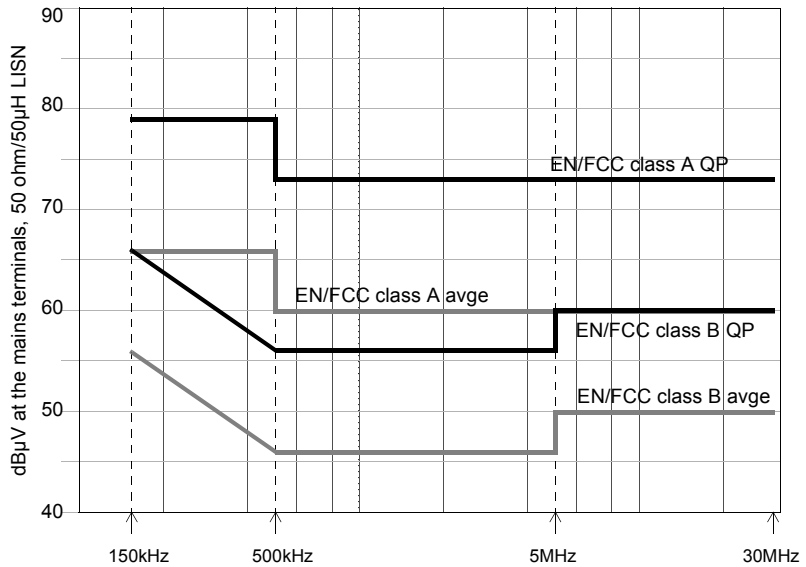 dBµV at the mains terminals, 50 ohm/50µH LISN
90
80
70
60
50
40
EN/FCC class A QP
EN/FCC class A avge
EN/FCC class B QP
EN/FCC class B avge
150kHz
500kHz
5MHz
30MHz